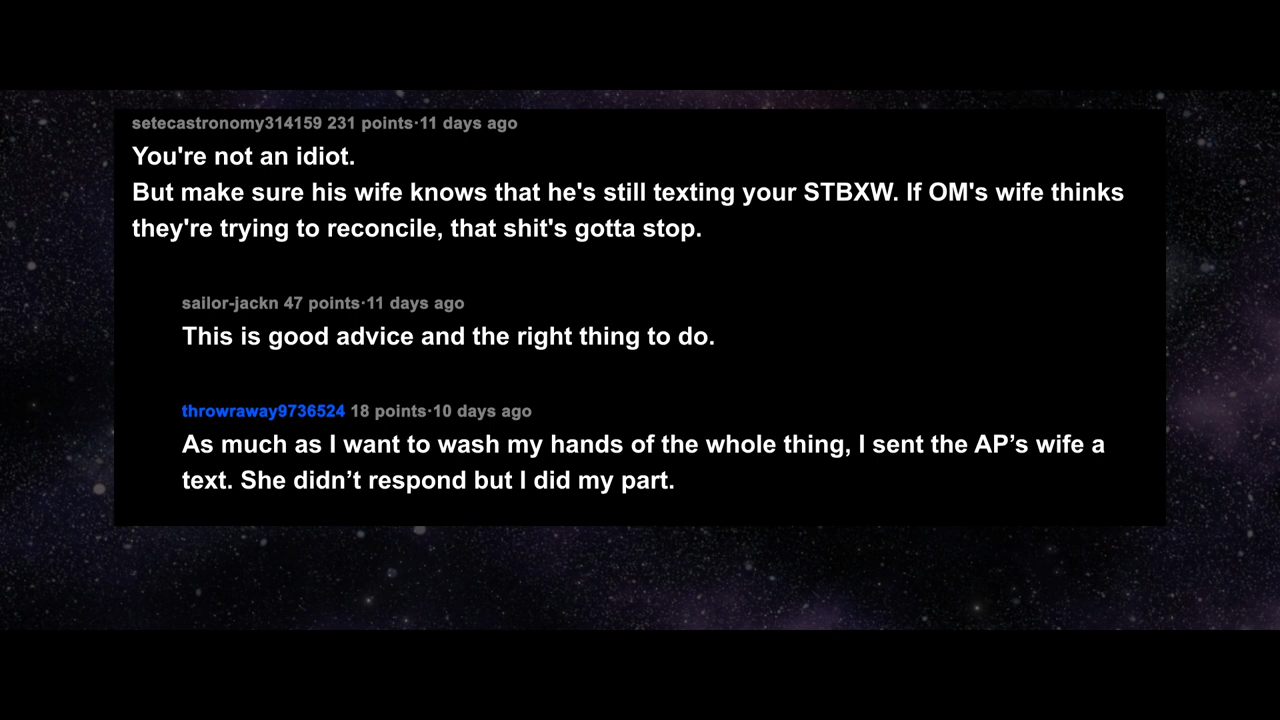 setecastronomy314159 231 points·11 days ago
You're not an idiot.
But make sure his wife knows that he's still texting your STBXW. If OM's wife thinks
they're trying to reconcile, that shit's gotta stop.
sailor-jackn 47 points·11 days ago
This is good advice and the right thing to do.
throwraway9736524 18 points·10 days ago
As much as I want to wash my hands of the whole thing, I sent the AP’s wife a
text. She didn’t respond but I did my part.